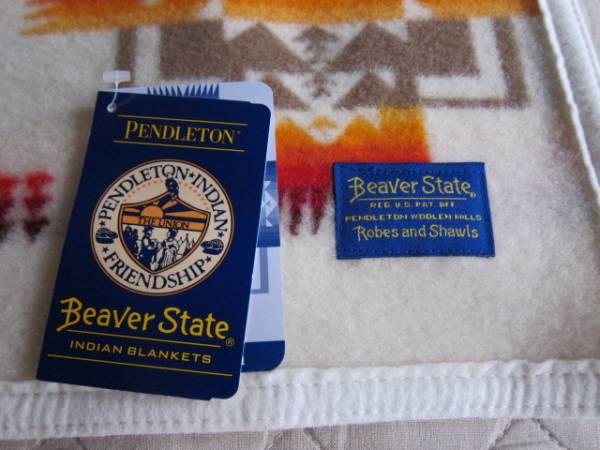 PENDLETON®
PENDLETON • INDIAN
THE UNION
FRIENDSHIP
Beaver State®
INDIAN BLANKETS
Beaver State®
REG. U.S. PAT. OFF.
PENDLETON WOOLEN MILLS
Robes and Shawls